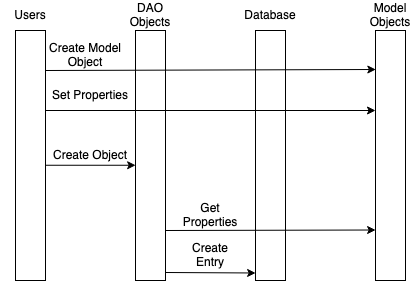 Users
DAO
Objects
Database
Model
Objects
Create Model
Object
Set Properties
Create Object
Get
Properties
Create
Entry